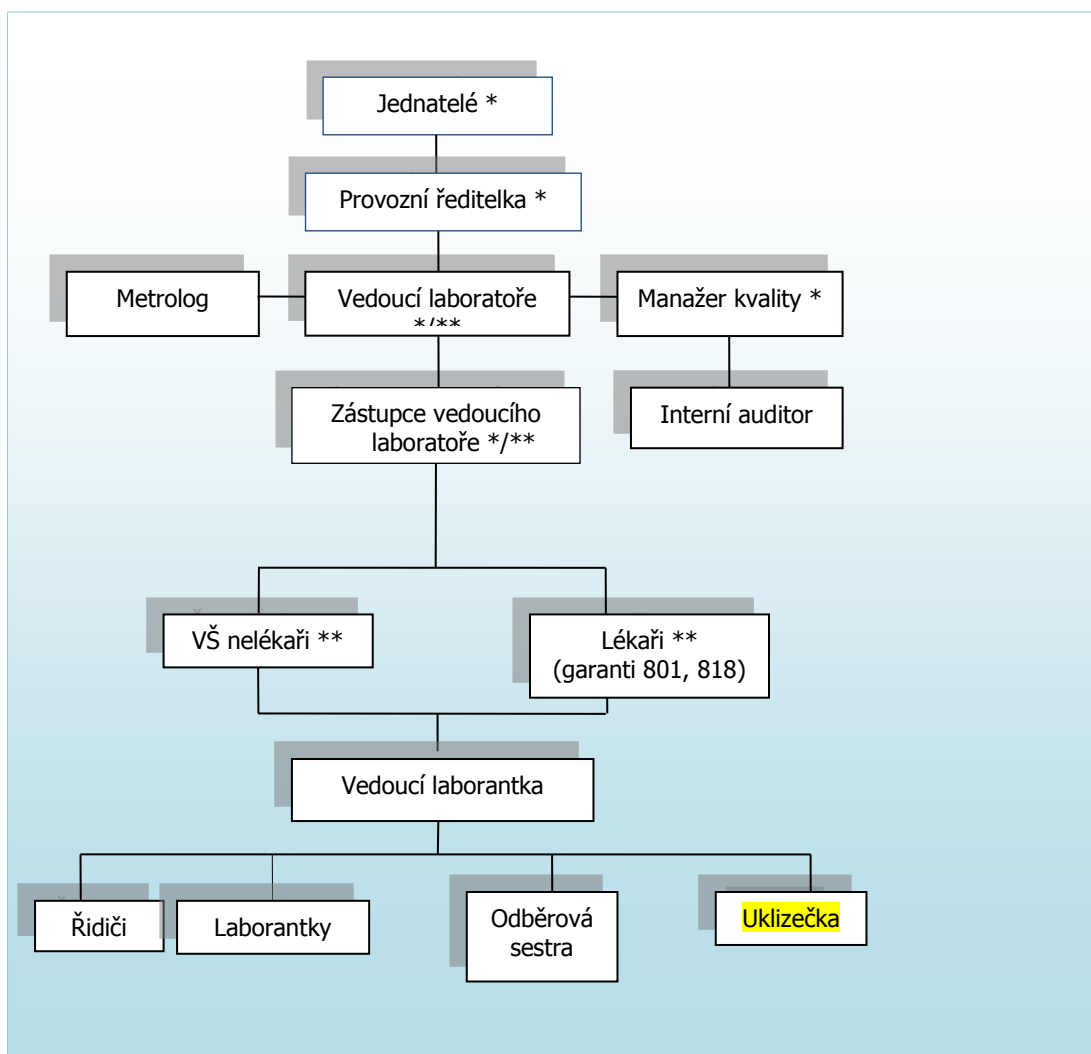 Jednatelé *
Provozní ředitelka *
Metrolog
Vedoucí laboratoře
*/**
Manažer kvality *
Zástupce vedoucího
laboratoře */**
Interní auditor
VŠ nelékaři **
Lékaři **
(garanti 801, 818)
Vedoucí laborantka
Řidiči
Laborantky
Odběrová
sestra
Uklizečka